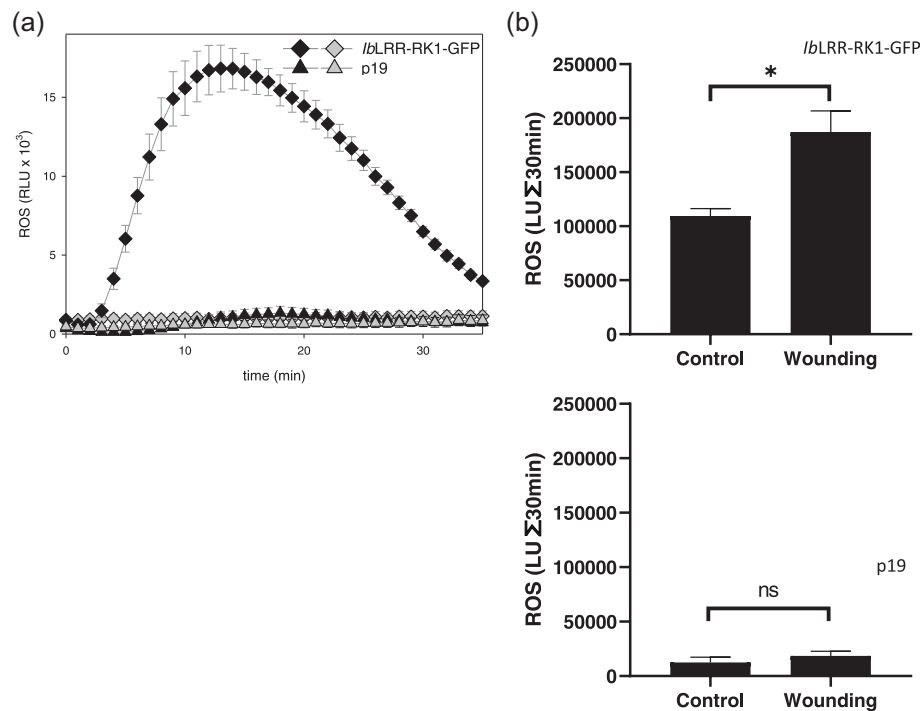 (a)
IbLRR-RK1-GFP
p19
ROS (RLU x 10³)
15
10
5
0
0 10 20 30
time (min)
(b)
IbLRR-RK1-GFP
ROS (LU Σ30min)
250000
200000
150000
100000
50000
0
*
Control Wounding
ROS (LU Σ30min)
250000
200000
150000
100000
50000
0
p19
ns
Control Wounding